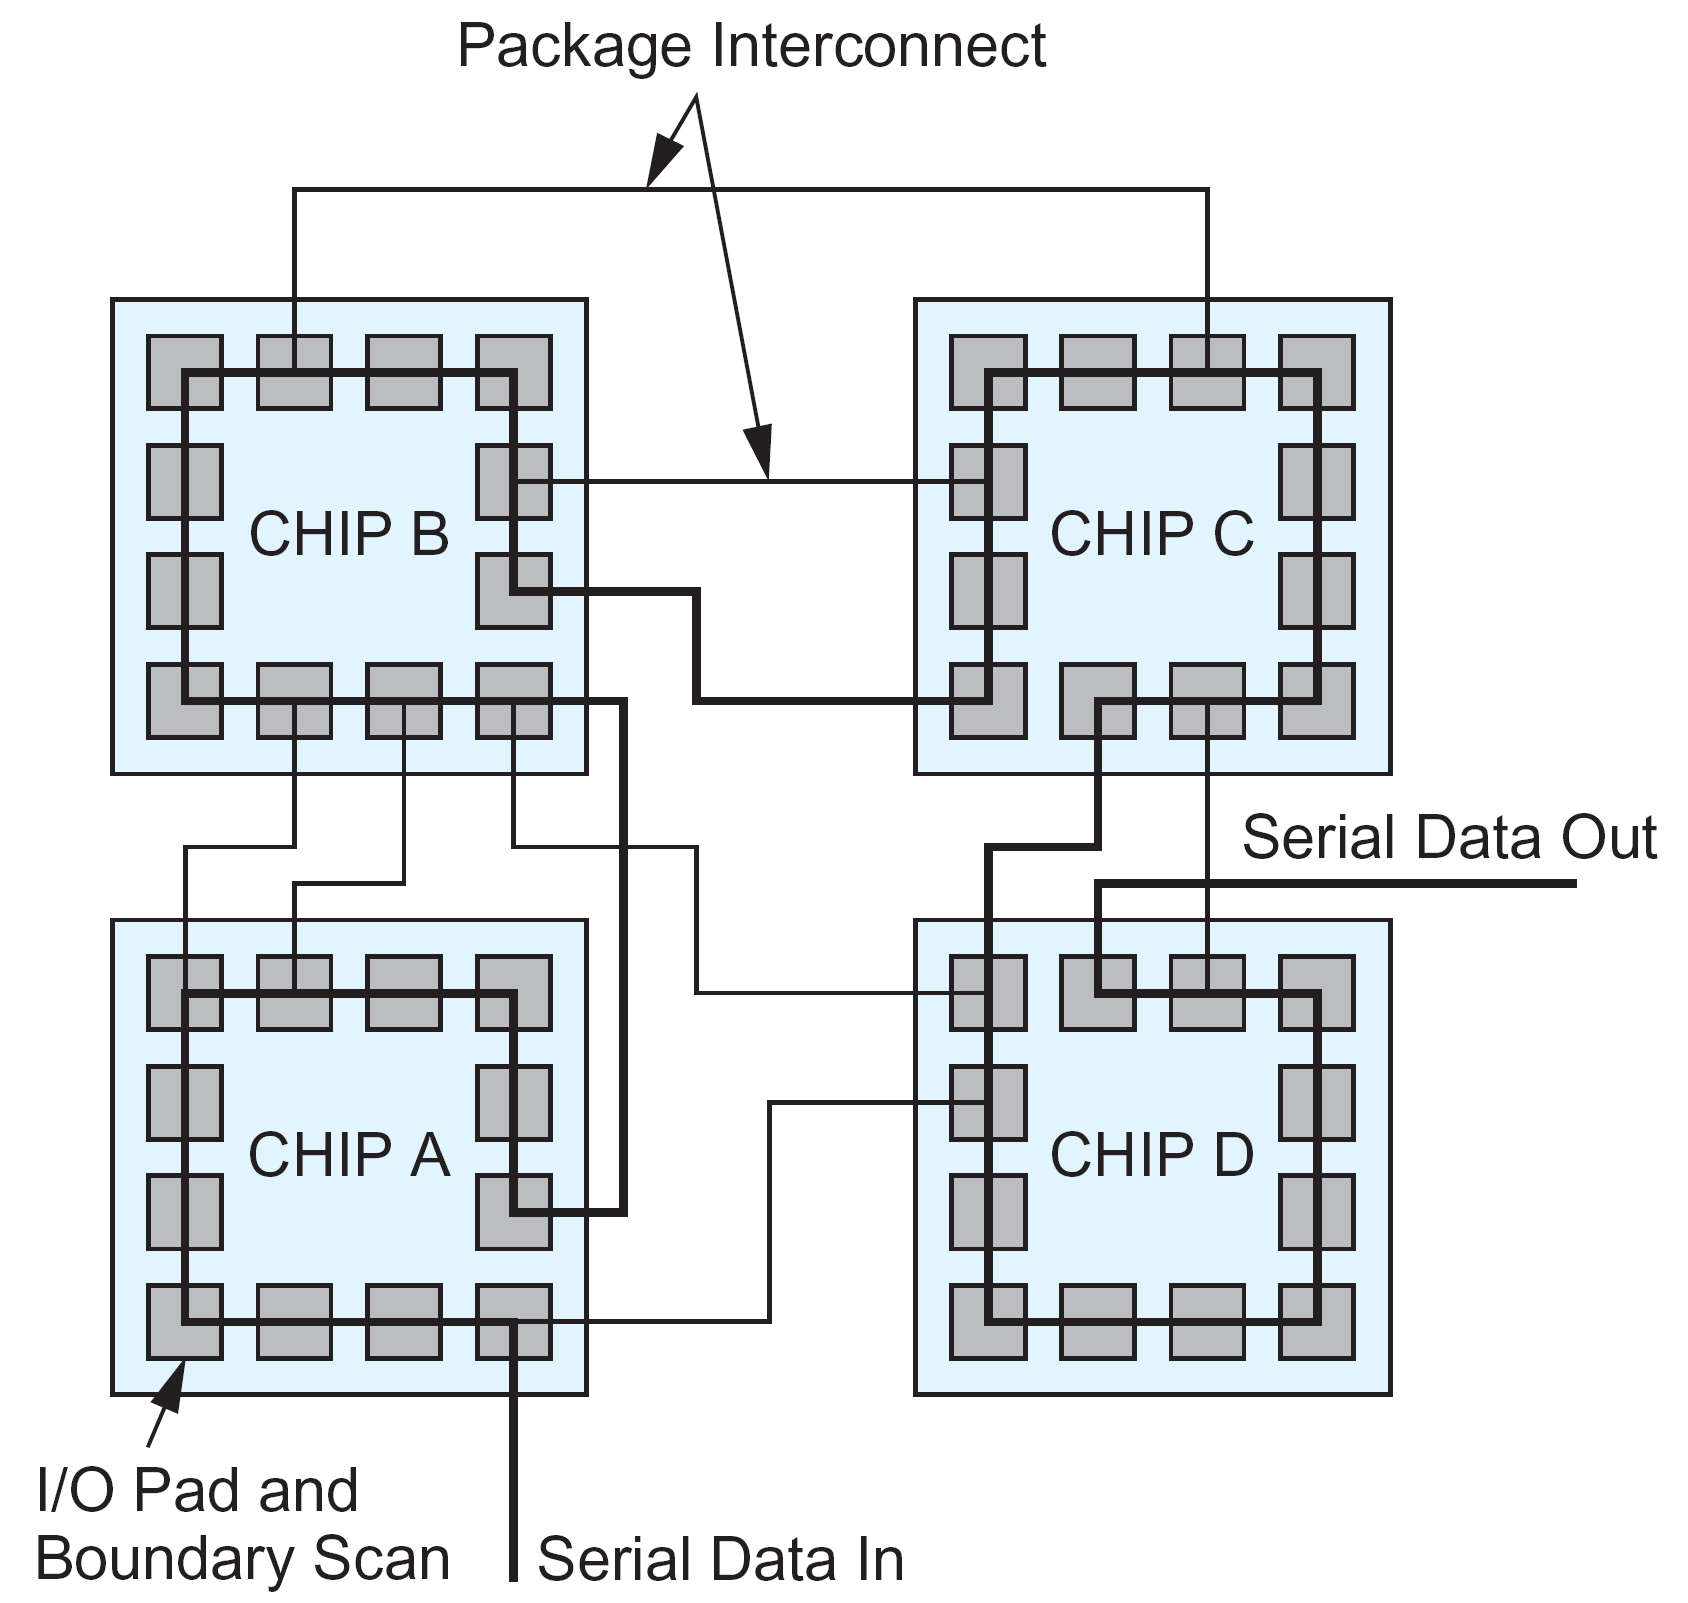 Package Interconnect
CHIP B
CHIP C
Serial Data Out
CHIP A
CHIP D
I/O Pad and
Boundary Scan
Serial Data In